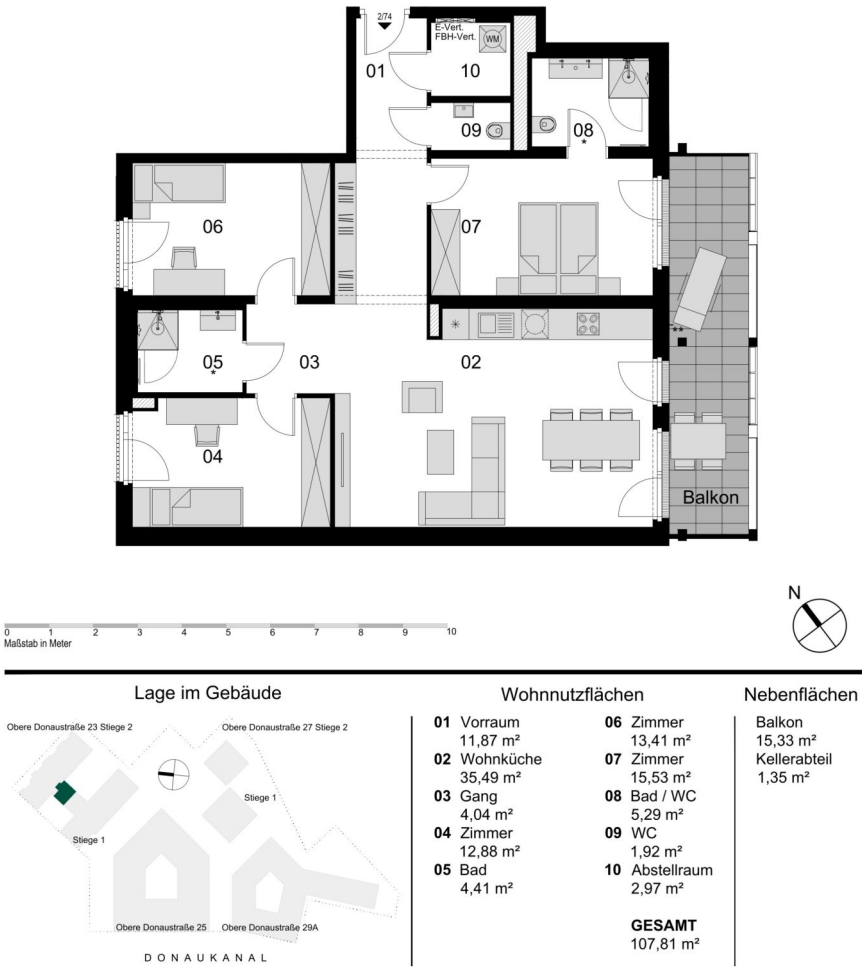 2/74
E-Vert.
FBH-Vert.
WM
01
10
09
08
*
06
07
05
*
03
02
**
04
Balkon
N
0 1 2 3 4 5 6 7 8 9 10
Maßstab in Meter
Lage im Gebäude
Obere Donaustraße 23 Stiege 2
Obere Donaustraße 27 Stiege 2
Stiege 1
Stiege 1
Obere Donaustraße 25
Obere Donaustraße 29A
DONAUKANAL
Wohnnutzflächen
01 Vorraum
11,87 m²
02 Wohnküche
35,49 m²
03 Gang
4,04 m²
04 Zimmer
12,88 m²
05 Bad
4,41 m²
06 Zimmer
13,41 m²
07 Zimmer
15,53 m²
08 Bad / WC
5,29 m²
09 WC
1,92 m²
10 Abstellraum
2,97 m²
GESAMT
107,81 m²
Nebenflächen
Balkon
15,33 m²
Kellerabteil
1,35 m²